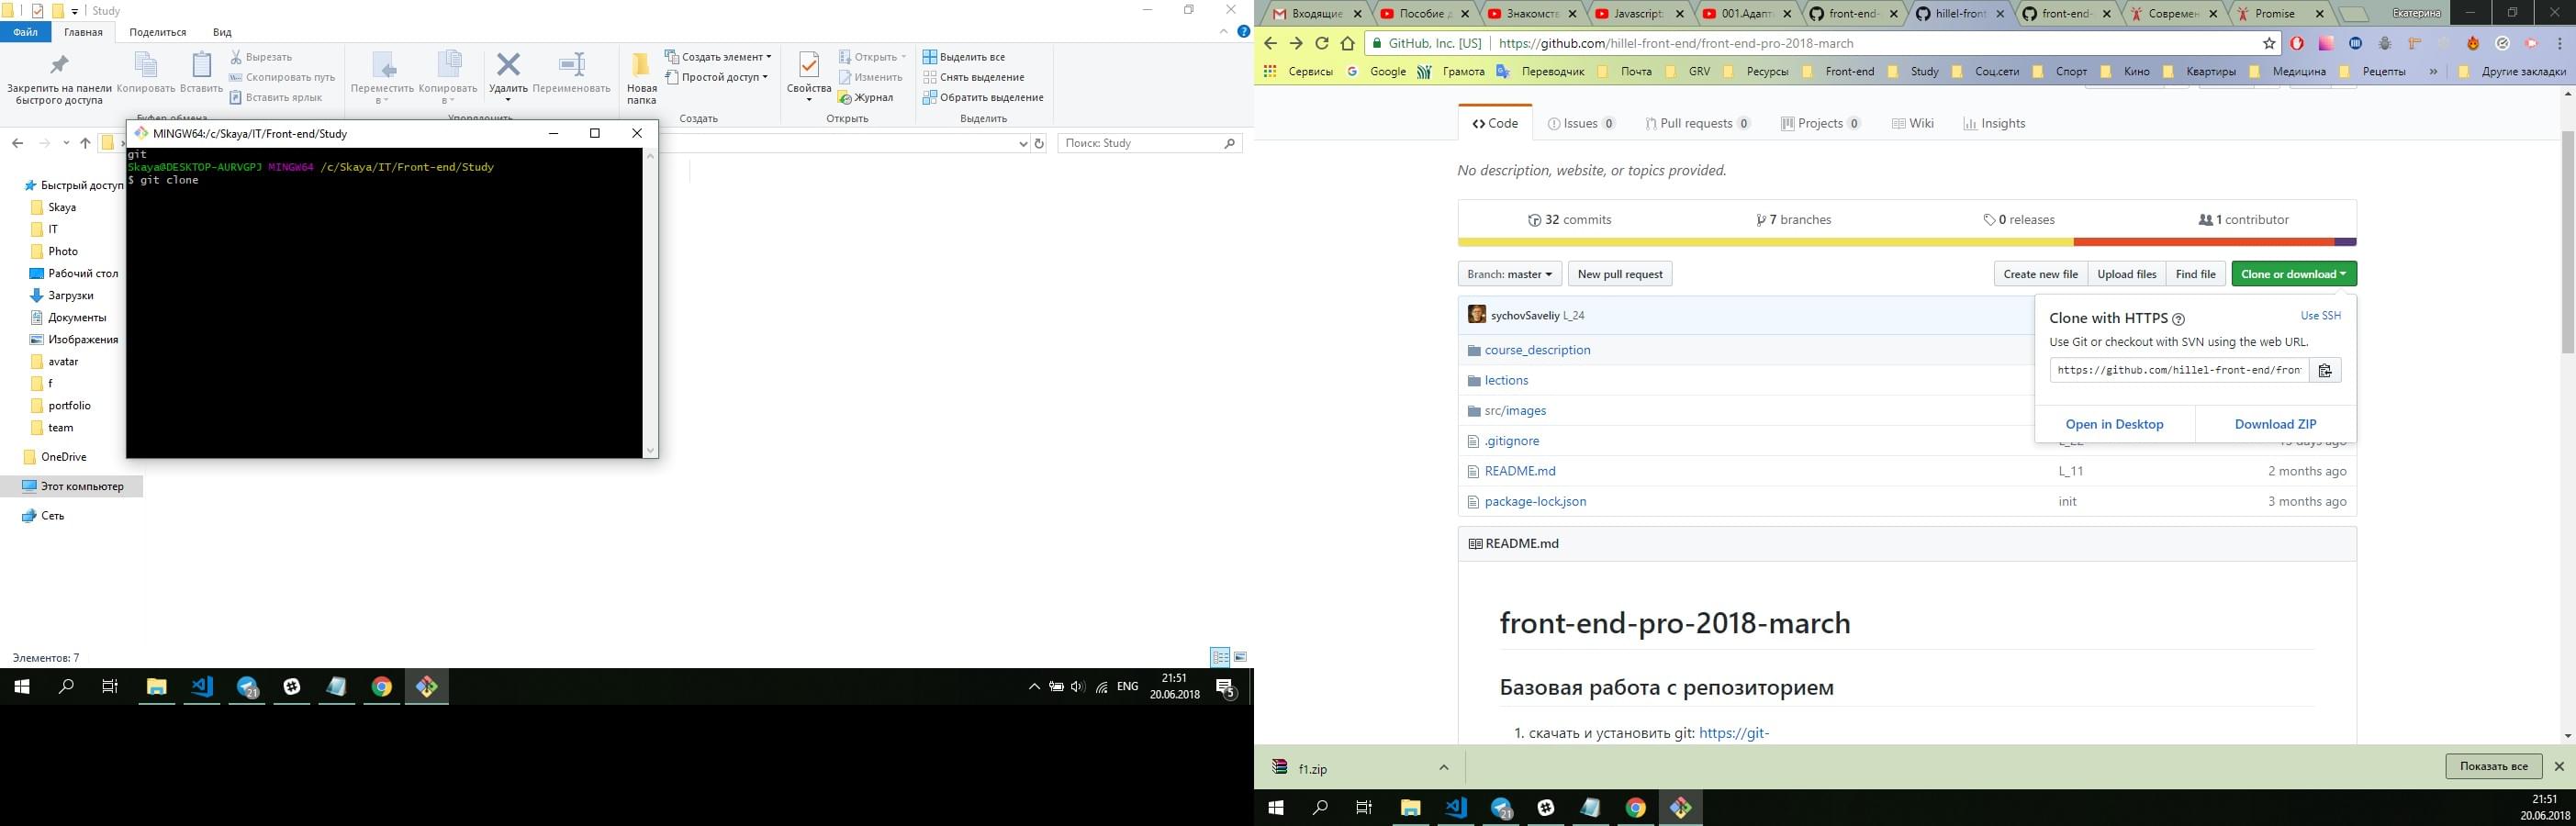 Study
Файл
Главная
Поделиться
Вид
Закрепить на панели быстрого доступа
Копировать
Вставить
Вырезать
Скопировать путь
Вставить ярлык
Буфер обмена
Переместить в
Копировать в
Удалить
Переименовать
Упорядочить
Новая папка
Создать элемент
Простой доступ
Создать
Свойства
Открыть
Изменить
Журнал
Открыть
Выделить все
Снять выделение
Обратить выделение
Выделить
Поиск: Study
Быстрый доступ
Skaya
IT
Photo
Рабочий стол
Загрузки
Документы
Изображения
avatar
f
portfolio
team
OneDrive
Этот компьютер
Сеть
Элементов: 7
MINGW64:/c/Skaya/IT/Front-end/Study
git
Skaya@DESKTOP-AURVGPJ MINGW64 /c/Skaya/IT/Front-end/Study
$ git clone
21
ENG
21:51
20.06.2018
5
Входящие
Пособие д
Знакомств
Javascript:
001.Адапт
front-end-
hillel-front
front-end-
Современ
Promise
Екатерина
GitHub, Inc. [US] | https://github.com/hillel-front-end/front-end-pro-2018-march
Сервисы
Google
Грамота
Переводчик
Почта
GRV
Ресурсы
Front-end
Study
Соц.сети
Спорт
Кино
Квартиры
Медицина
Рецепты
»
Другие закладки
Code
Issues 0
Pull requests 0
Projects 0
Wiki
Insights
No description, website, or topics provided.
32 commits
7 branches
0 releases
1 contributor
Branch: master
New pull request
Create new file
Upload files
Find file
Clone or download
sychovSaveliy L_24
Clone with HTTPS
Use SSH
Use Git or checkout with SVN using the web URL.
https://github.com/hillel-front-end/fron
Open in Desktop
Download ZIP
course_description
lections
src/images
.gitignore
README.md
L_11
2 months ago
package-lock.json
init
3 months ago
README.md
front-end-pro-2018-march
Базовая работа с репозиторием
1. скачать и установить git: https://git-
f1.zip
Показать все
21
21:51
20.06.2018